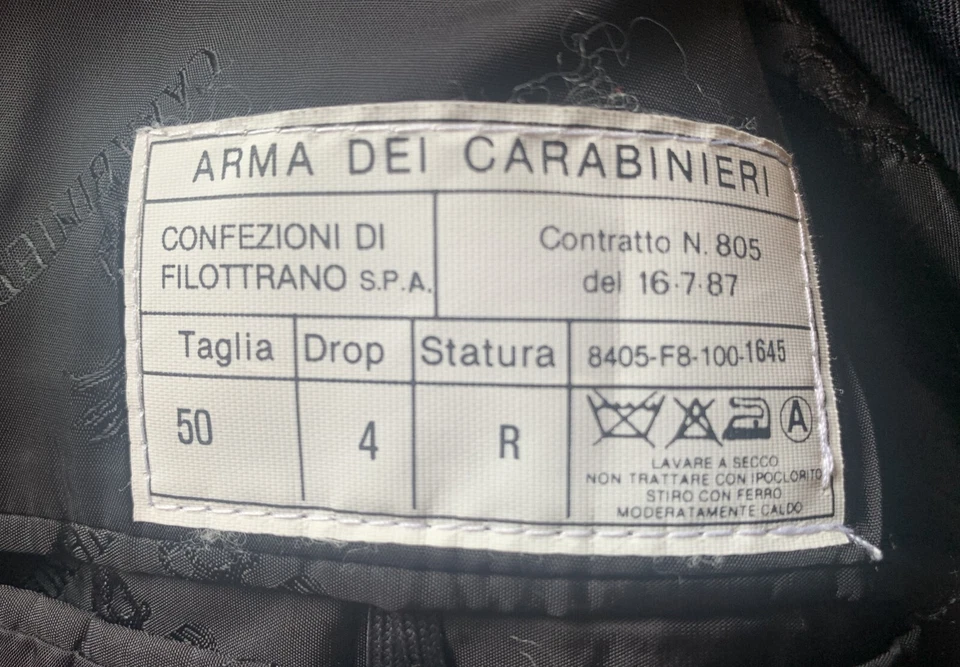 ARMA DEI CARABINIERI
CONFEZIONI DI
FILOTTRANO S.P.A.
Contratto N. 805
del 16·7·87
Taglia Drop Statura 8405-F8-100-1645
50 4 R
A
LAVARE A SECCO
NON TRATTARE CON IPOCLORITO
STIRO CON FERRO
MODERATAMENTE CALDO
CARABINIERI